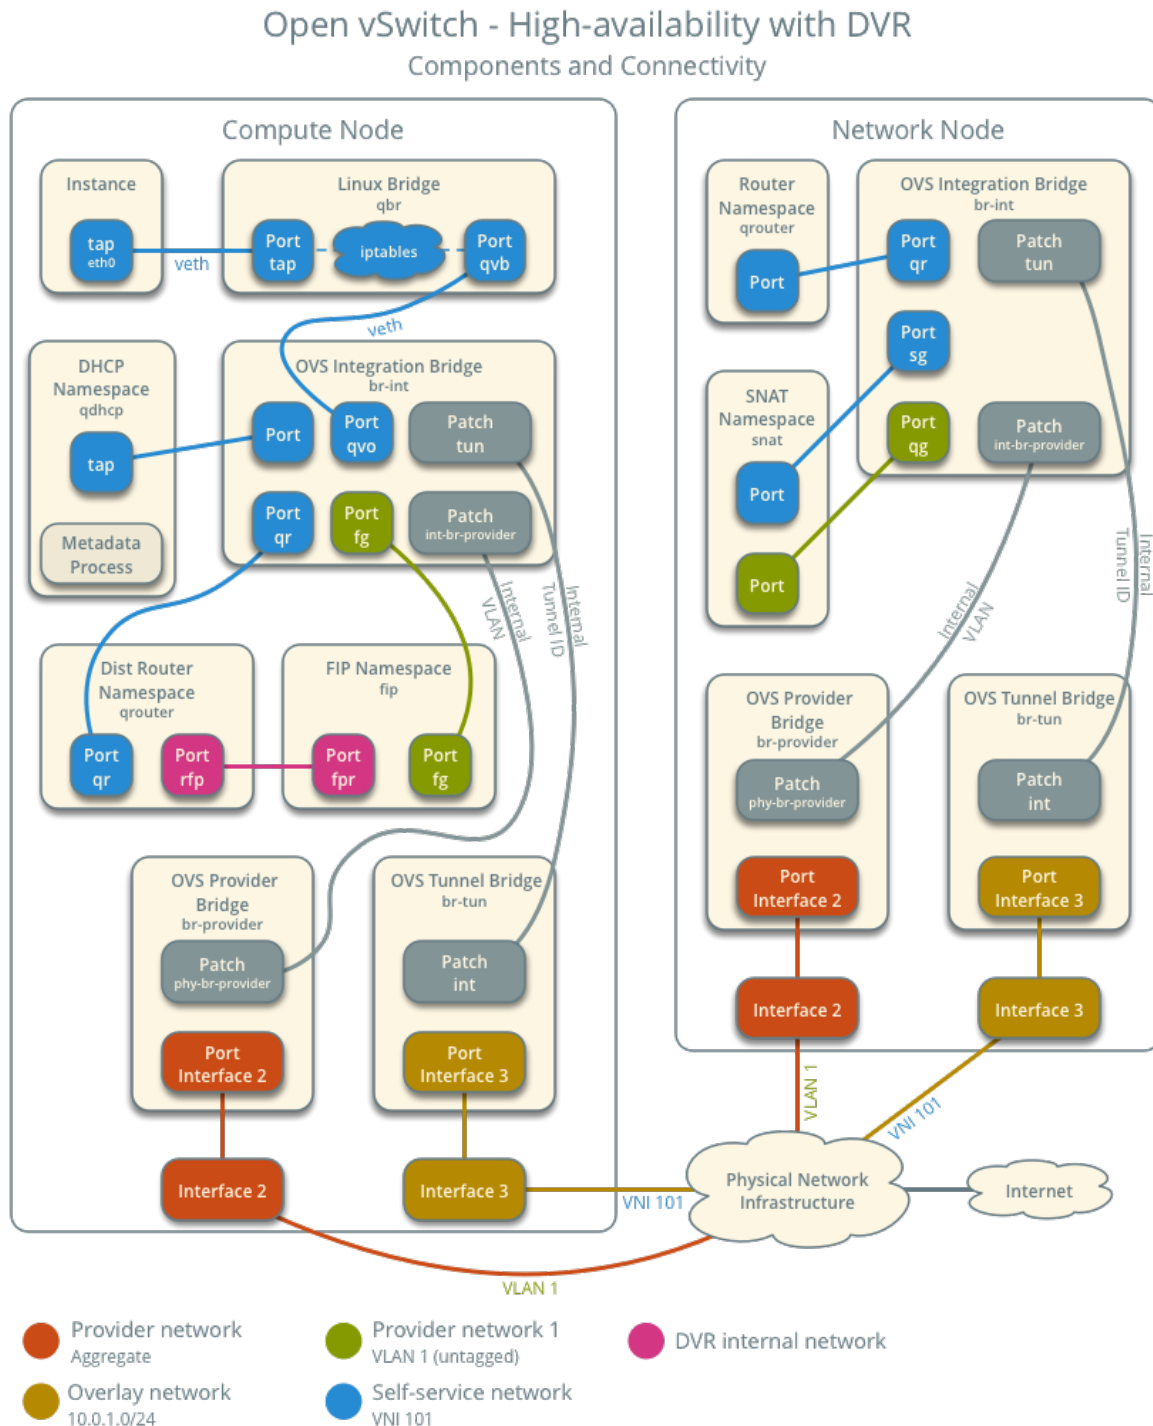 Open vSwitch - High-availability with DVR
Components and Connectivity
Compute Node
Instance
tap
eth0
veth
Linux Bridge
qbr
Port
tap
iptables
Port
qvb
veth
DHCP
Namespace
qdhcp
tap
Metadata
Process
OVS Integration Bridge
br-int
Port
Port
qvo
Patch
tun
Port
qr
Port
fg
Patch
int-br-provider
Internal
VLAN
Internal
Tunnel ID
Dist Router
Namespace
qrouter
Port
qr
Port
rfp
FIP Namespace
fip
Port
fpr
Port
fg
OVS Provider
Bridge
br-provider
Patch
phy-br-provider
Port
Interface 2
OVS Tunnel Bridge
br-tun
Patch
int
Port
Interface 3
Interface 2
Interface 3
Network Node
Router
Namespace
qrouter
Port
OVS Integration Bridge
br-int
Port
qr
Patch
tun
Port
sg
Port
qg
Patch
int-br-provider
SNAT
Namespace
snat
Port
Port
Internal
VLAN
Internal
Tunnel ID
OVS Provider
Bridge
br-provider
Patch
phy-br-provider
Port
Interface 2
OVS Tunnel Bridge
br-tun
Patch
int
Port
Interface 3
Interface 2
Interface 3
VLAN 1
VNI 101
VNI 101
VLAN 1
Physical Network
Infrastructure
Internet
Provider network
Aggregate
Provider network 1
VLAN 1 (untagged)
DVR internal network
Overlay network
10.0.1.0/24
Self-service network
VNI 101